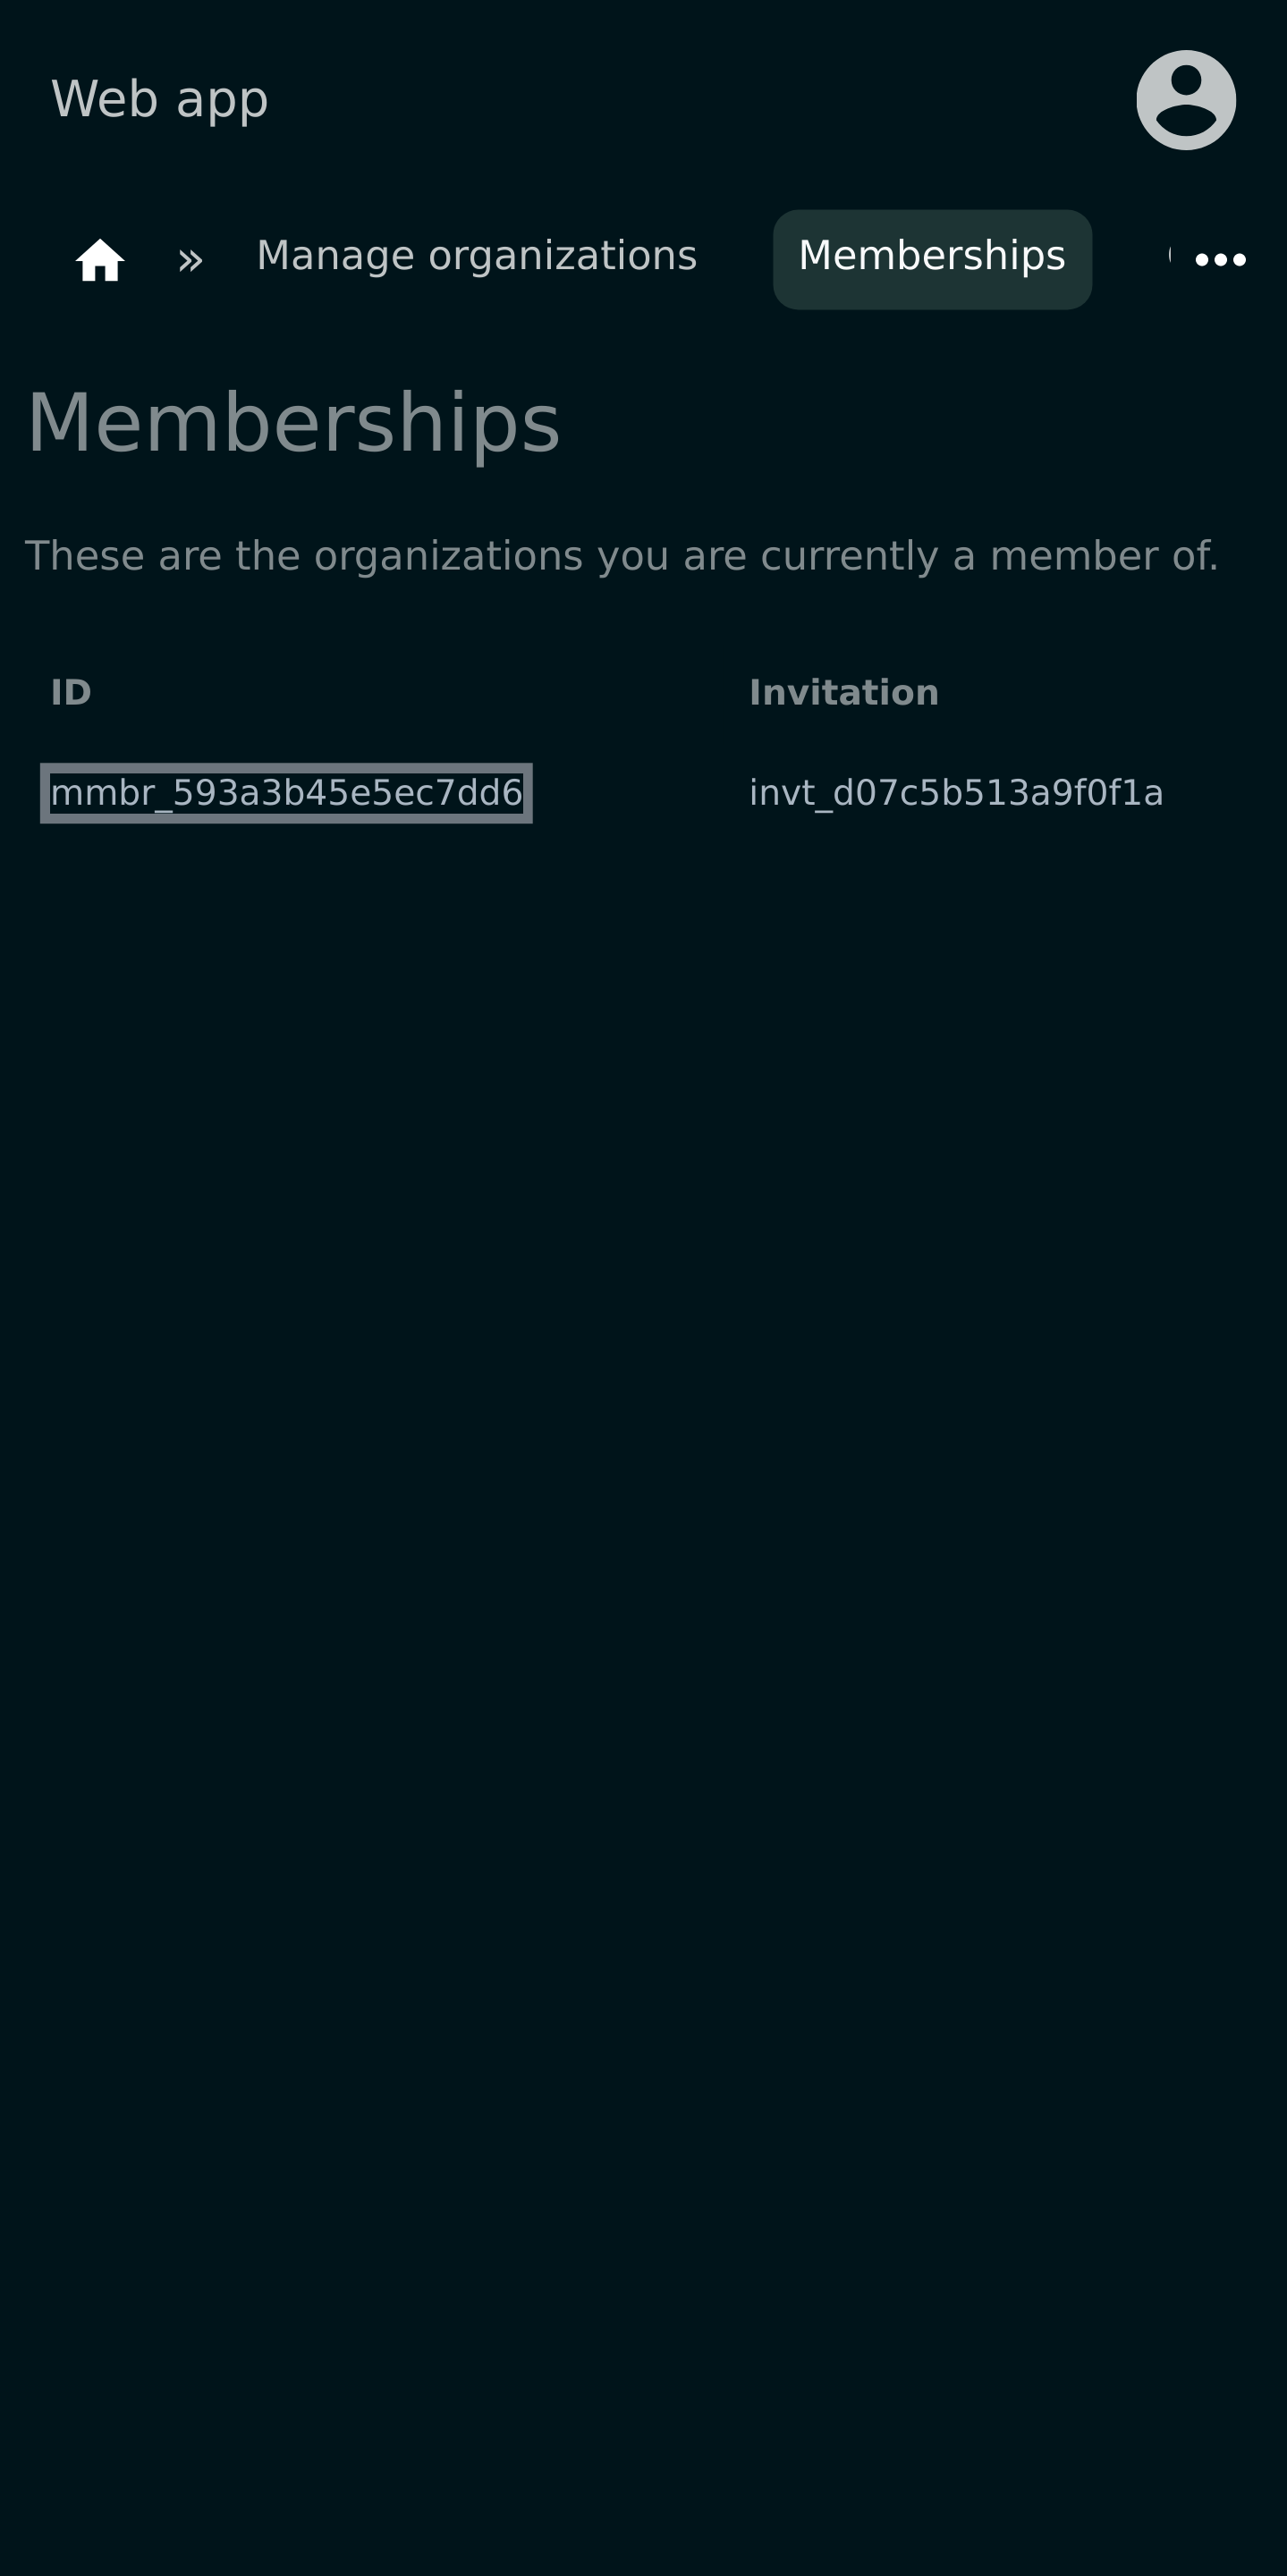 Web app
» Manage organizations Memberships
Memberships
These are the organizations you are currently a member of.
ID Invitation
mmbr_593a3b45e5ec7dd6 invt_d07c5b513a9f0f1a